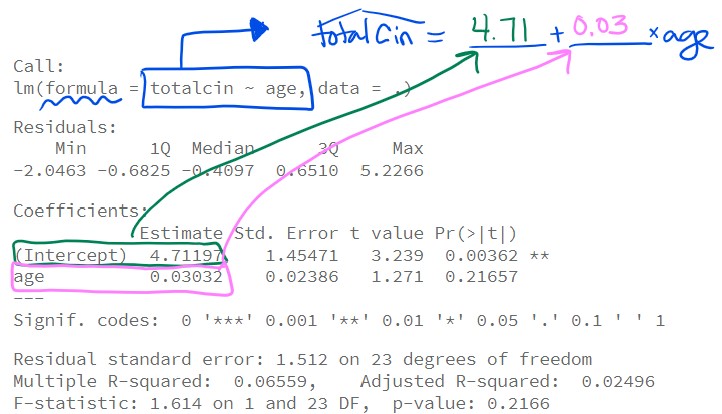 totalCin = 4.71 + 0.03 × age
Call:
lm(formula = totalcin ~ age, data = .)
Residuals:
Min 1Q Median 3Q Max
-2.0463 -0.6825 -0.4097 0.6510 5.2266
Coefficients:
Estimate Std. Error t value Pr(>|t|)
(Intercept) 4.71197 1.45471 3.239 0.00362 **
age 0.03032 0.02386 1.271 0.21657
---
Signif. codes: 0 '***' 0.001 '**' 0.01 '*' 0.05 '.' 0.1 ' ' 1
Residual standard error: 1.512 on 23 degrees of freedom
Multiple R-squared: 0.06559, Adjusted R-squared: 0.02496
F-statistic: 1.614 on 1 and 23 DF, p-value: 0.2166